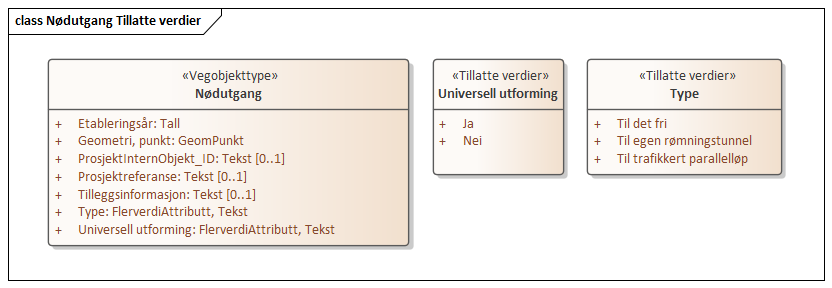 class Nødutgang Tillatte verdier
«Vegobjekttype»
Nødutgang
+ Etableringsår: Tall
+ Geometri, punkt: GeomPunkt
+ ProsjektInternObjekt_ID: Tekst [0..1]
+ Prosjektreferanse: Tekst [0..1]
+ Tilleggsinformasjon: Tekst [0..1]
+ Type: FlerverdiAttributt, Tekst
+ Universell utforming: FlerverdiAttributt, Tekst
«Tillatte verdier»
Universell utforming
+ Ja
+ Nei
«Tillatte verdier»
Type
+ Til det fri
+ Til egen rømningstunnel
+ Til trafikkert parallelløp